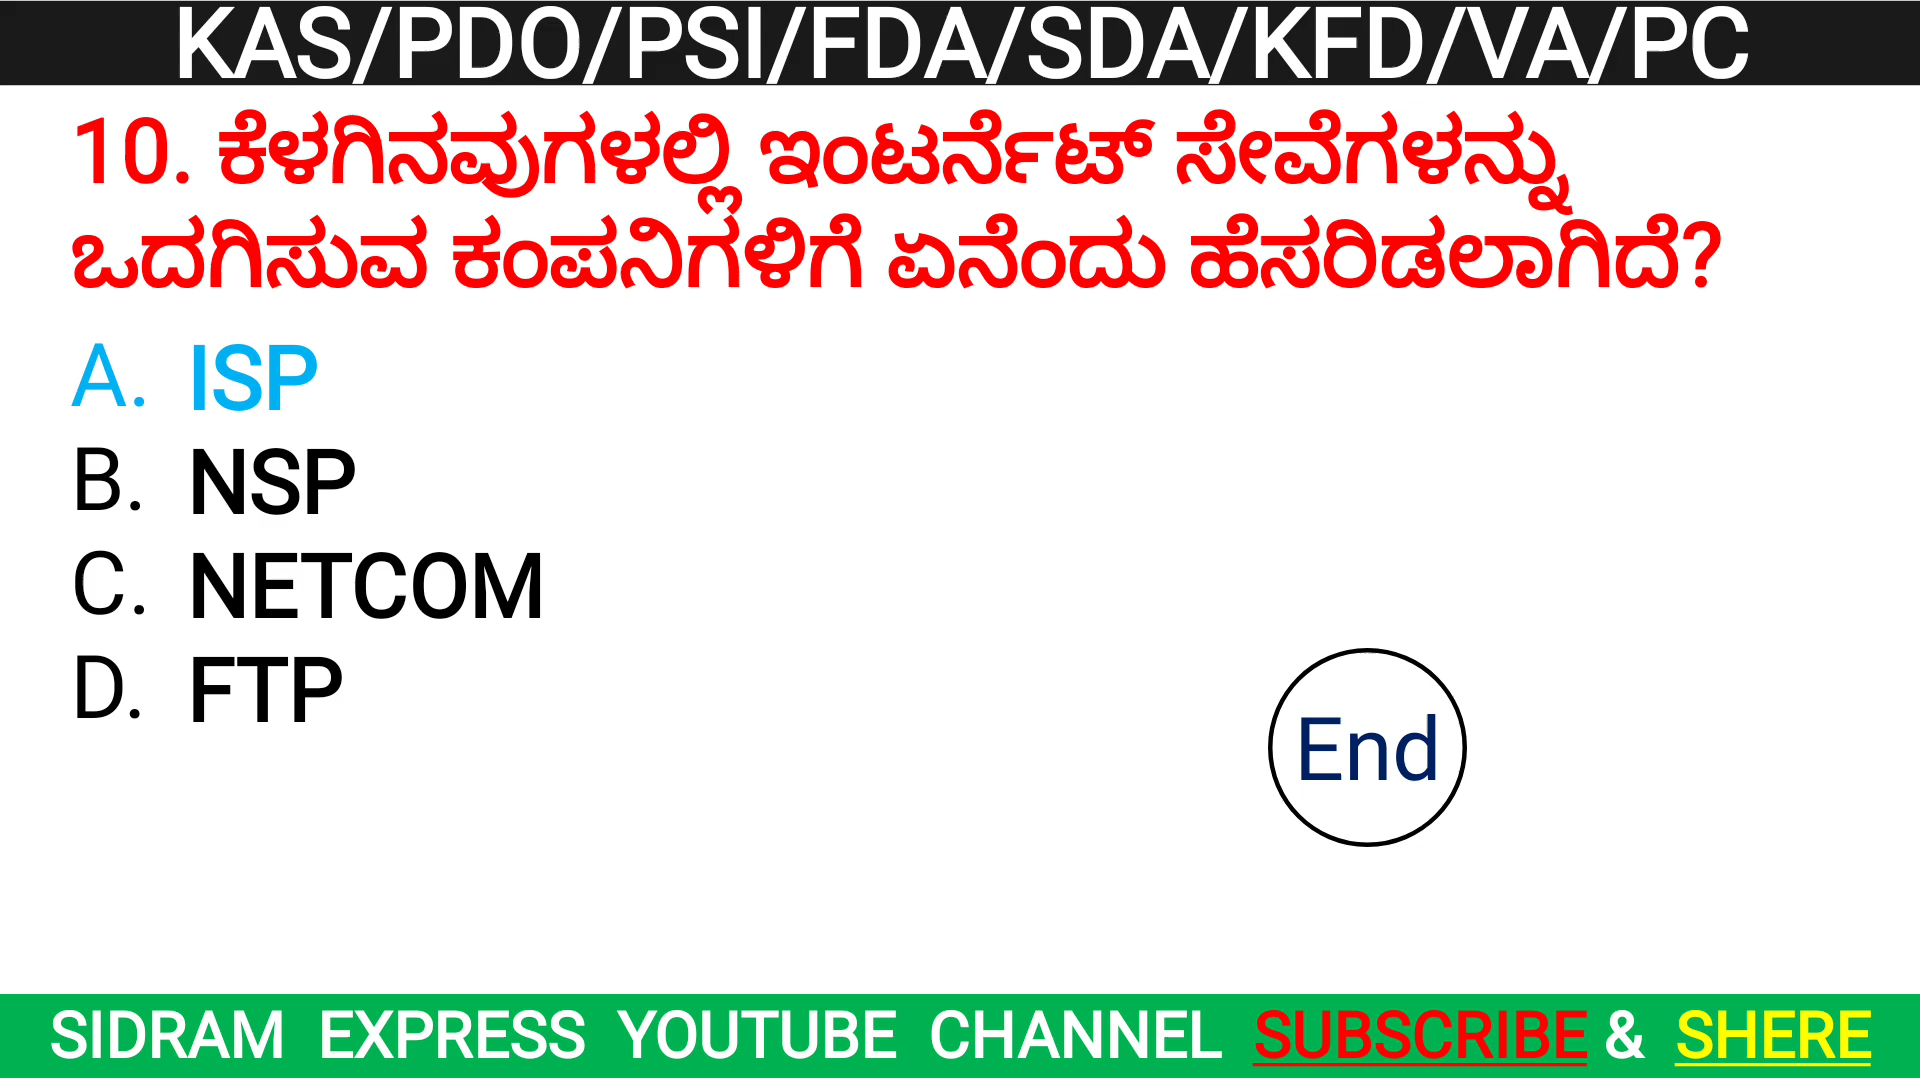 KAS/PDO/PSI/FDA/SDA/KFD/VA/PC
10. ಕೆಳಗಿನವುಗಳಲ್ಲಿ ಇಂಟರ್ನೆಟ್ ಸೇವೆಗಳನ್ನು
ಒದಗಿಸುವ ಕಂಪನಿಗಳಿಗೆ ಏನೆಂದು ಹೆಸರಿಡಲಾಗಿದೆ?
A. ISP
B. NSP
C. NETCOM
D. FTP
End
SIDRAM EXPRESS YOUTUBE CHANNEL SUBSCRIBE & SHERE